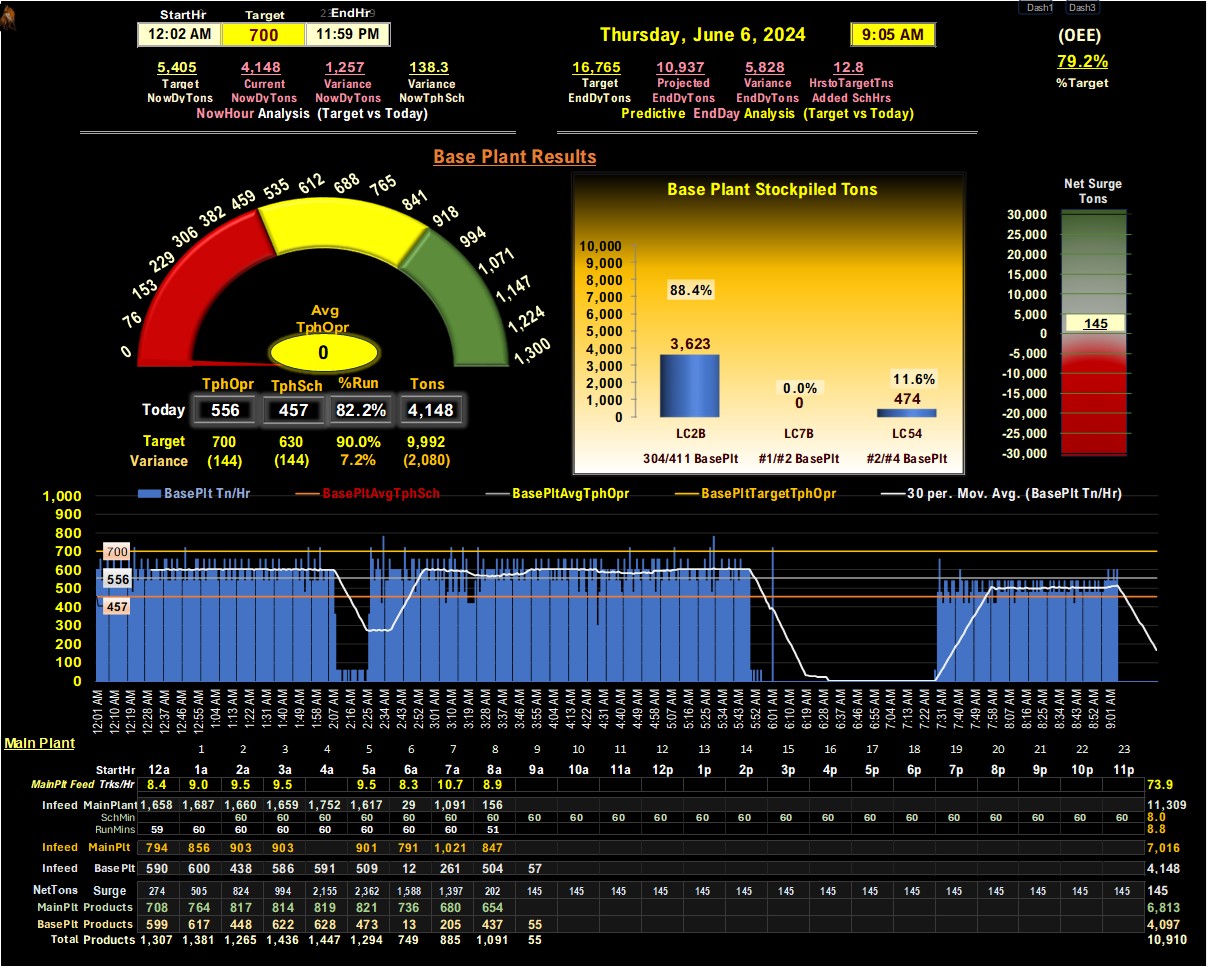 StartHr Target EndHr Dash1 Dash3
12:02 AM 700 11:59 PM Thursday, June 6, 2024 9:05 AM (OEE)
5,405 4,148 1,257 138.3 16,765 10,937 5,828 12.8 79.2%
Target Current Variance Variance Target Projected Variance HrstoTargetTns %Target
NowDyTons NowDyTons NowDyTons NowTphSch EndDyTons EndDyTons EndDyTons Added SchHrs
NowHour Analysis (Target vs Today) Predictive EndDay Analysis (Target vs Today)
Base Plant Results
0 76 153 229 306 382 459 535 612 688 765 841 918 994 1,071 1,147 1,224 1,300
Avg
TphOpr
0
TphOpr TphSch %Run Tons
Today 556 457 82.2% 4,148
Target 700 630 90.0% 9,992
Variance (144) (144) 7.2% (2,080)
Base Plant Stockpiled Tons
10,000
9,000
8,000
7,000
6,000
5,000
4,000
3,000
2,000
1,000
0
88.4% 0.0% 11.6%
3,623 0 474
LC2B LC7B LC54
304/411 BasePlt #1/#2 BasePlt #2/#4 BasePlt
Net Surge
Tons
30,000
25,000
20,000
15,000
10,000
5,000
0
-5,000
-10,000
-15,000
-20,000
-25,000
-30,000
145
BasePlt Tn/Hr BasePltAvgTphSch BasePltAvgTphOpr BasePltTargetTphOpr 30 per. Mov. Avg. (BasePlt Tn/Hr)
1,000
900
800
700
600
500
400
300
200
100
0
700
556
457
12:01 AM 12:10 AM 12:19 AM 12:28 AM 12:37 AM 12:46 AM 12:55 AM 1:04 AM 1:13 AM 1:22 AM 1:31 AM 1:40 AM 1:49 AM 1:58 AM 2:07 AM 2:16 AM 2:25 AM 2:34 AM 2:43 AM 2:52 AM 3:01 AM 3:10 AM 3:19 AM 3:28 AM 3:37 AM 3:46 AM 3:55 AM 4:04 AM 4:13 AM 4:22 AM 4:31 AM 4:40 AM 4:49 AM 4:58 AM 5:07 AM 5:16 AM 5:25 AM 5:34 AM 5:43 AM 5:52 AM 6:01 AM 6:10 AM 6:19 AM 6:28 AM 6:37 AM 6:46 AM 6:55 AM 7:04 AM 7:13 AM 7:22 AM 7:31 AM 7:40 AM 7:49 AM 7:58 AM 8:07 AM 8:16 AM 8:25 AM 8:34 AM 8:43 AM 8:52 AM 9:01 AM
Main Plant
1 2 3 4 5 6 7 8 9 10 11 12 13 14 15 16 17 18 19 20 21 22 23
StartHr 12a 1a 2a 3a 4a 5a 6a 7a 8a 9a 10a 11a 12p 1p 2p 3p 4p 5p 6p 7p 8p 9p 10p 11p
MainPlt Feed Trks/Hr 8.4 9.0 9.5 9.5 9.5 8.3 10.7 8.9 73.9
Infeed MainPlant 1,658 1,687 1,660 1,659 1,752 1,617 29 1,091 156 11,309
SchMin 60 60 60 60 60 60 60 60 60 60 60 60 60 60 60 60 60 60 60 60 60 60 8.0
RunMins 59 60 60 60 60 60 60 60 51 8.8
Infeed MainPlt 794 856 903 903 901 791 1,021 847 7,016
Infeed BasePlt 590 600 438 586 591 509 12 261 504 57 4,148
NetTons Surge 274 505 824 994 2,155 2,362 1,588 1,397 202 145 145 145 145 145 145 145 145 145 145 145 145 145 145 145 145
MainPlt Products 708 764 817 814 819 821 736 680 654 6,813
BasePlt Products 599 617 448 622 628 473 13 205 437 55 4,097
Total Products 1,307 1,381 1,265 1,436 1,447 1,294 749 885 1,091 55 10,910